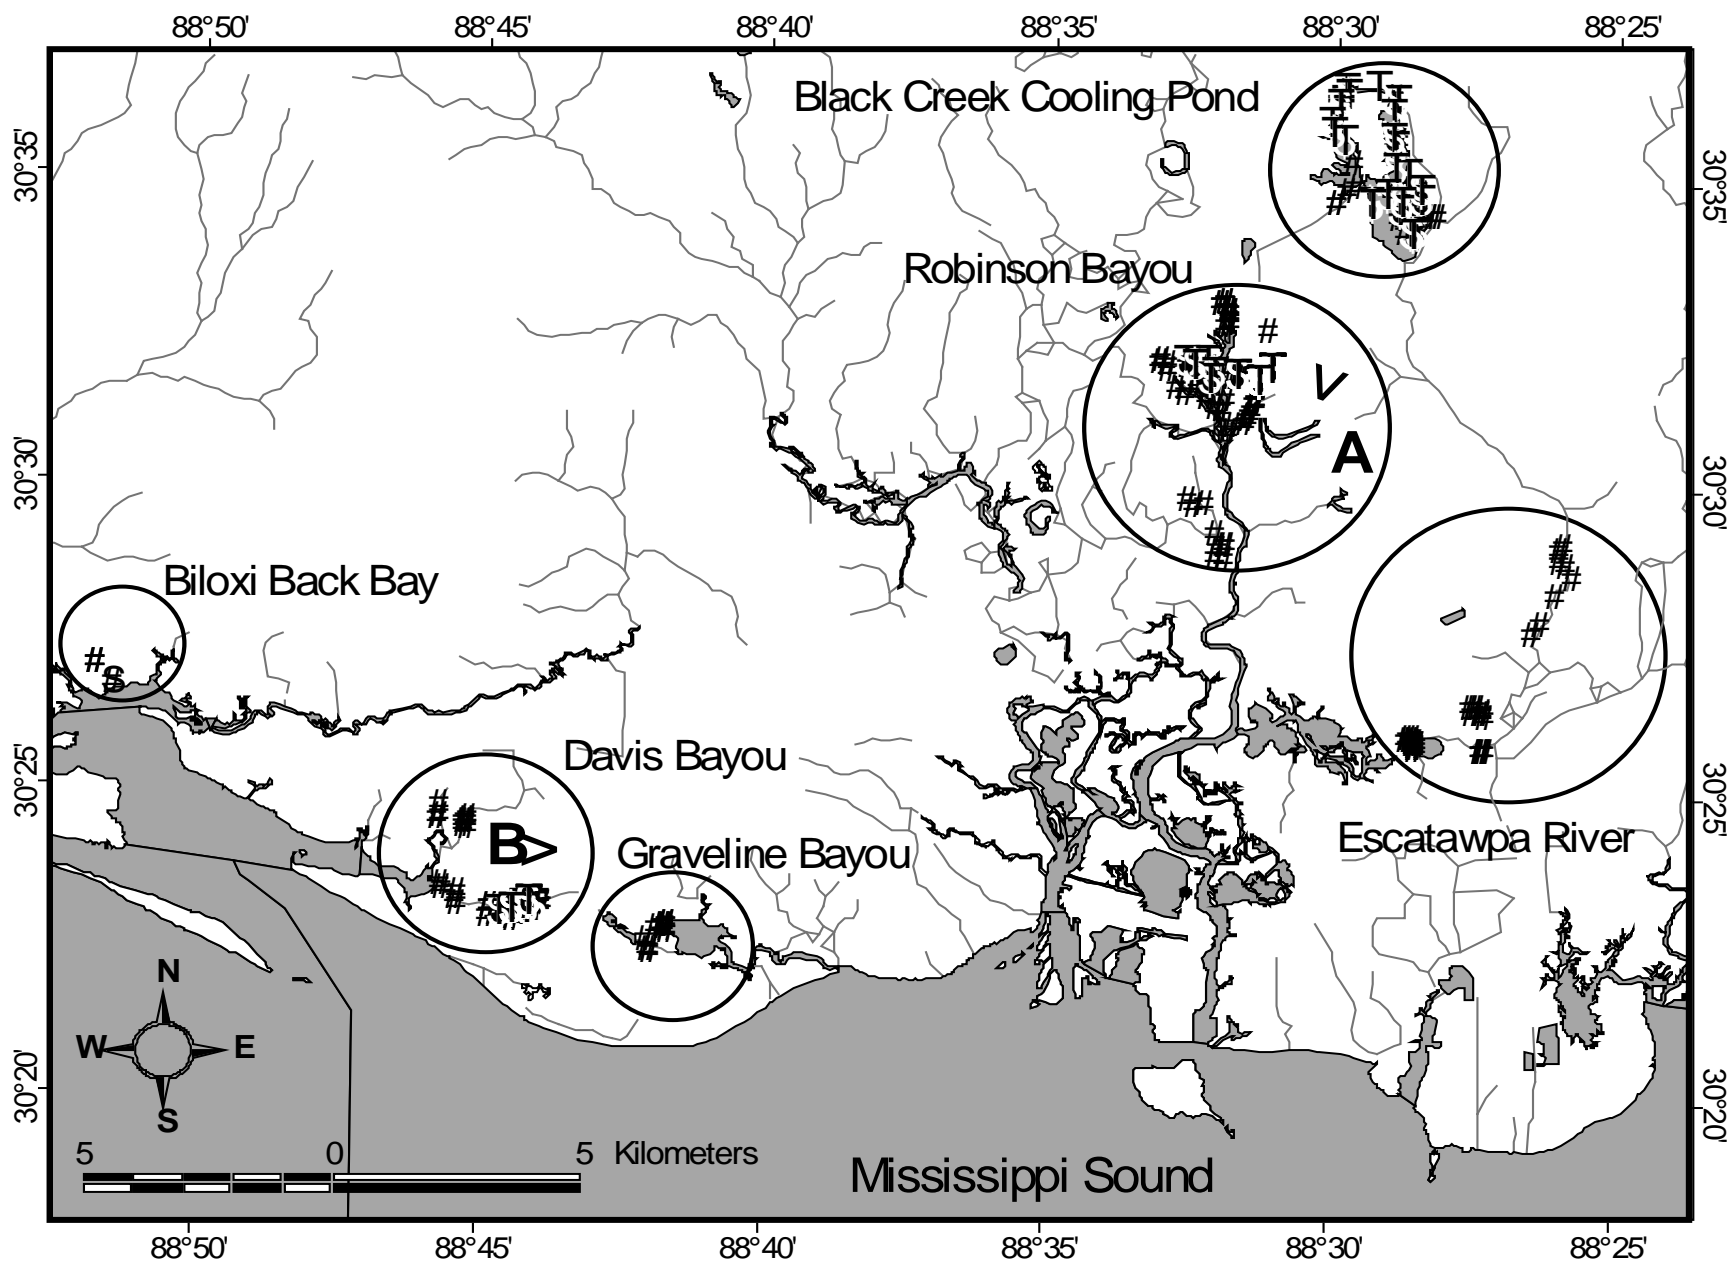 88°50' 88°45' 88°40' 88°35' 88°30' 88°25'
Black Creek Cooling Pond
30°35' 30°35'
Robinson Bayou
V
A
30°30' 30°30'
Biloxi Back Bay
# S
Davis Bayou
30°25' 30°25'
B>
Graveline Bayou
Escatawpa River
N
W E
S
30°20' 30°20'
5 0 5 Kilometers
Mississippi Sound
88°50' 88°45' 88°40' 88°35' 88°30' 88°25'